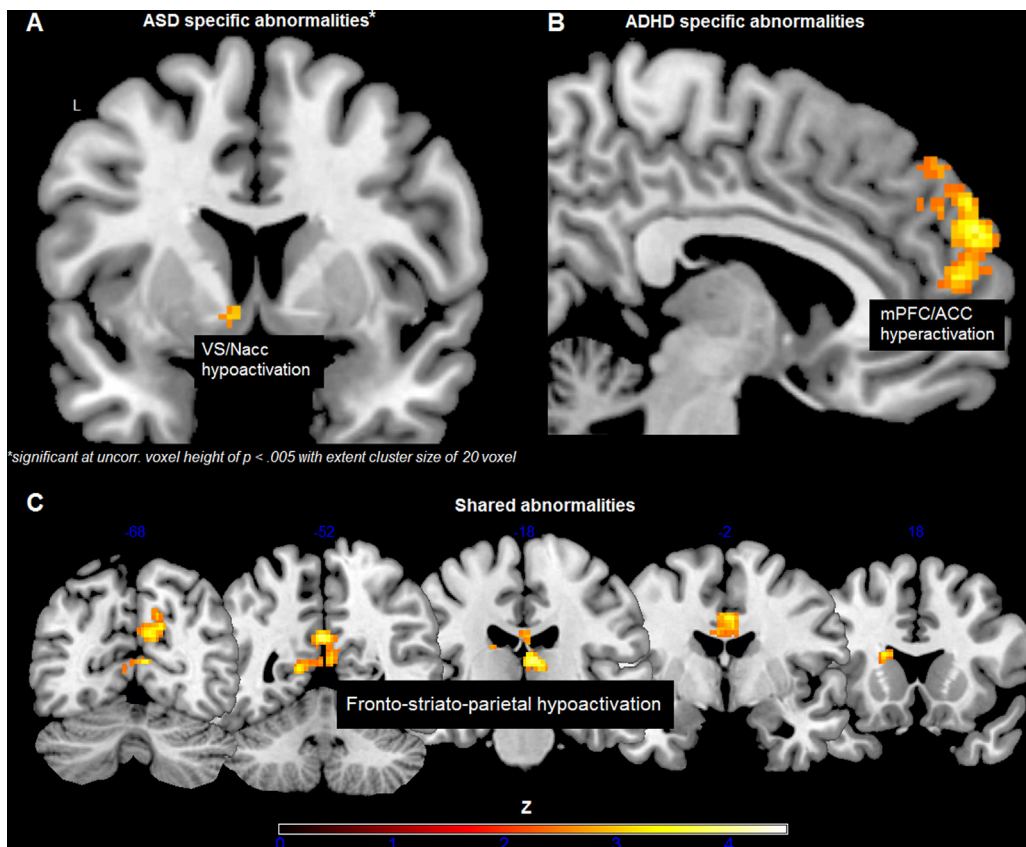 A
ASD specific abnormalities*
B
ADHD specific abnormalities
L
VS/Nacc
hypoactivation
mPFC/ACC
hyperactivation
*significant at uncorr. voxel height of p < .005 with extent cluster size of 20 voxel
C
Shared abnormalities
-68 -52 -18 -2 18
Fronto-striato-parietal hypoactivation
Z
0 1 2 3 4